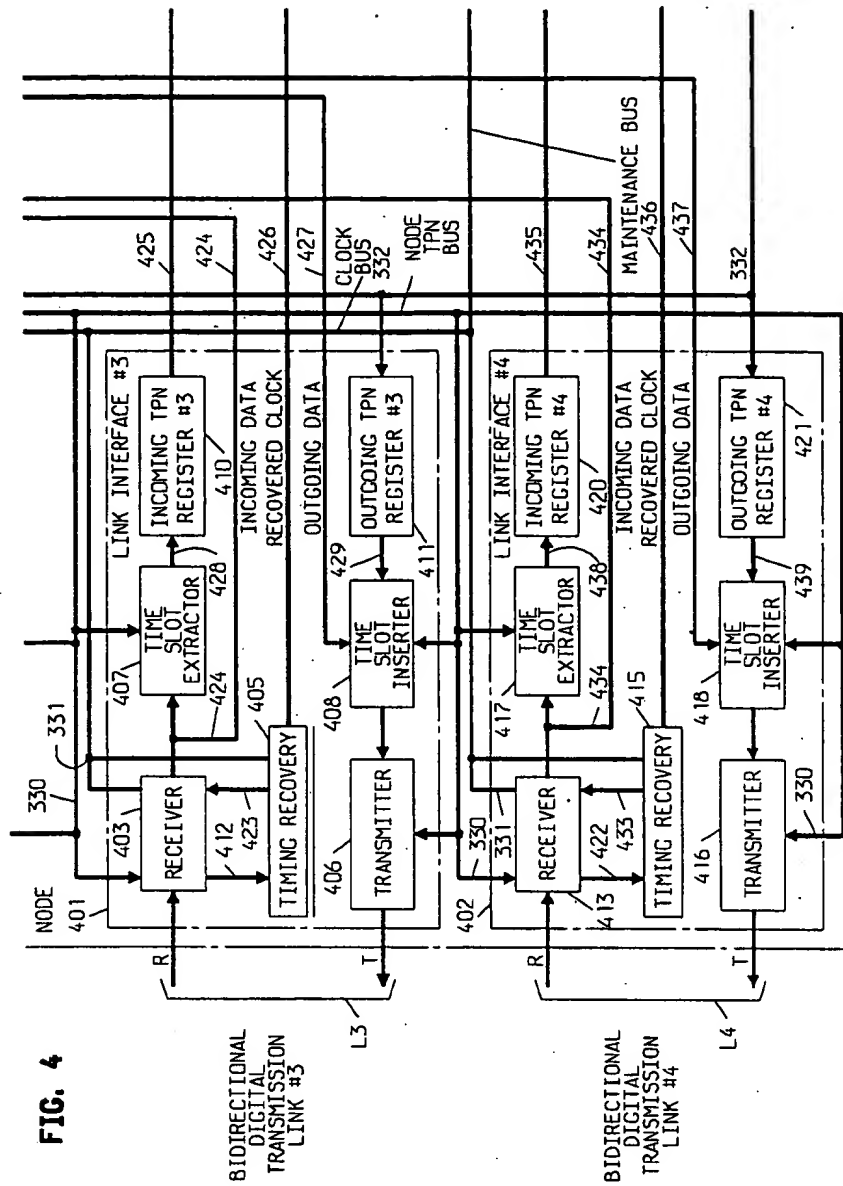 FIG. 4
BIDIRECTIONAL
DIGITAL
TRANSMISSION
LINK #3
L3
R
T
NODE
401
330
331
403
RECEIVER
412
423
TIMING RECOVERY
405
424
407
TIME
SLOT
EXTRACTOR
428
LINK INTERFACE #3
INCOMING TPN
REGISTER #3
410
INCOMING DATA
RECOVERED CLOCK
OUTGOING DATA
406
TRANSMITTER
408
TIME
SLOT
INSERTER
429
OUTGOING TPN
REGISTER #3
411
425
424
426
427
CLOCK
BUS
332
NODE
TPN
BUS
BIDIRECTIONAL
DIGITAL
TRANSMISSION
LINK #4
L4
R
T
402
330
331
RECEIVER
413
422
433
TIMING RECOVERY
415
434
417
TIME
SLOT
EXTRACTOR
438
LINK INTERFACE #4
INCOMING TPN
REGISTER #4
420
INCOMING DATA
RECOVERED CLOCK
OUTGOING DATA
416
TRANSMITTER
330
418
TIME
SLOT
INSERTER
439
OUTGOING TPN
REGISTER #4
421
435
434
MAINTENANCE BUS
436
437
332